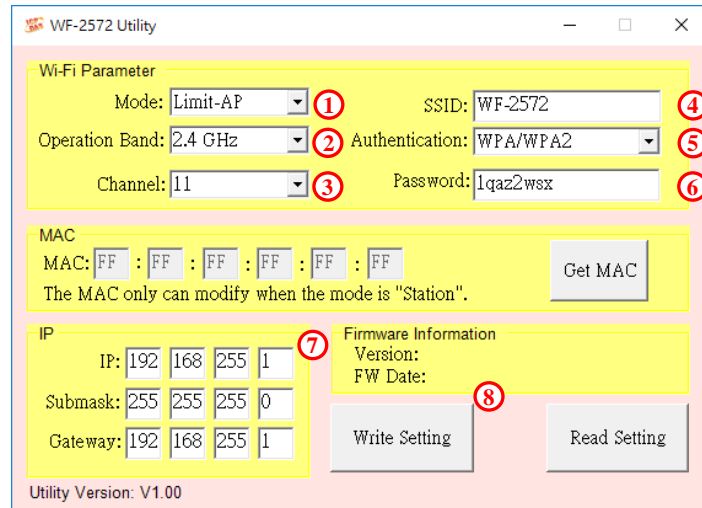 WF-2572 Utility
Wi-Fi Parameter
Mode: Limit-AP 1 SSID: WF-2572 4
Operation Band: 2.4 GHz 2 Authentication: WPA/WPA2 5
Channel: 11 3 Password: 1qaz2wsx 6
MAC
MAC: FF : FF : FF : FF : FF : FF
Get MAC
The MAC only can modify when the mode is "Station".
IP 7
IP: 192 168 255 1
Submask: 255 255 255 0
Gateway: 192 168 255 1
Firmware Information
Version:
FW Date:
8
Write Setting Read Setting
Utility Version: V1.00